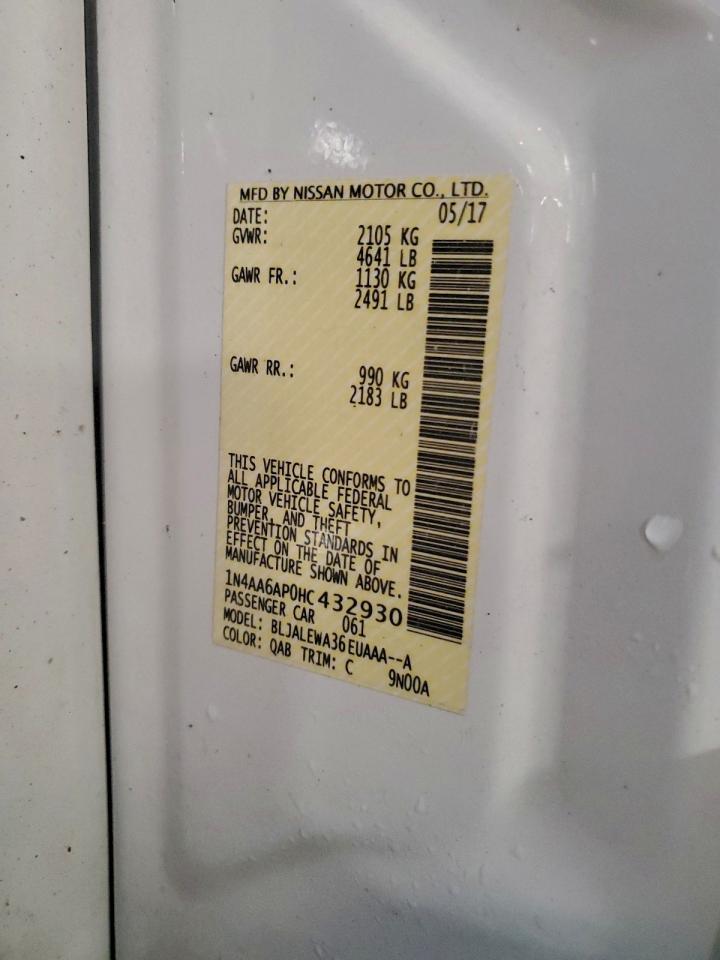 MFD BY NISSAN MOTOR CO., LTD.
DATE: 05/17
GVWR: 2105 KG
4641 LB
GAWR FR.: 1130 KG
2491 LB
GAWR RR.: 990 KG
2183 LB
THIS VEHICLE CONFORMS TO
ALL APPLICABLE FEDERAL
MOTOR VEHICLE SAFETY,
BUMPER, AND THEFT
PREVENTION STANDARDS IN
EFFECT ON THE DATE OF
MANUFACTURE SHOWN ABOVE.
1N4AA6AP0HC432930
PASSENGER CAR 061
MODEL: BLJALEWA36EUAAA--A
COLOR: QAB TRIM: C 9N00A